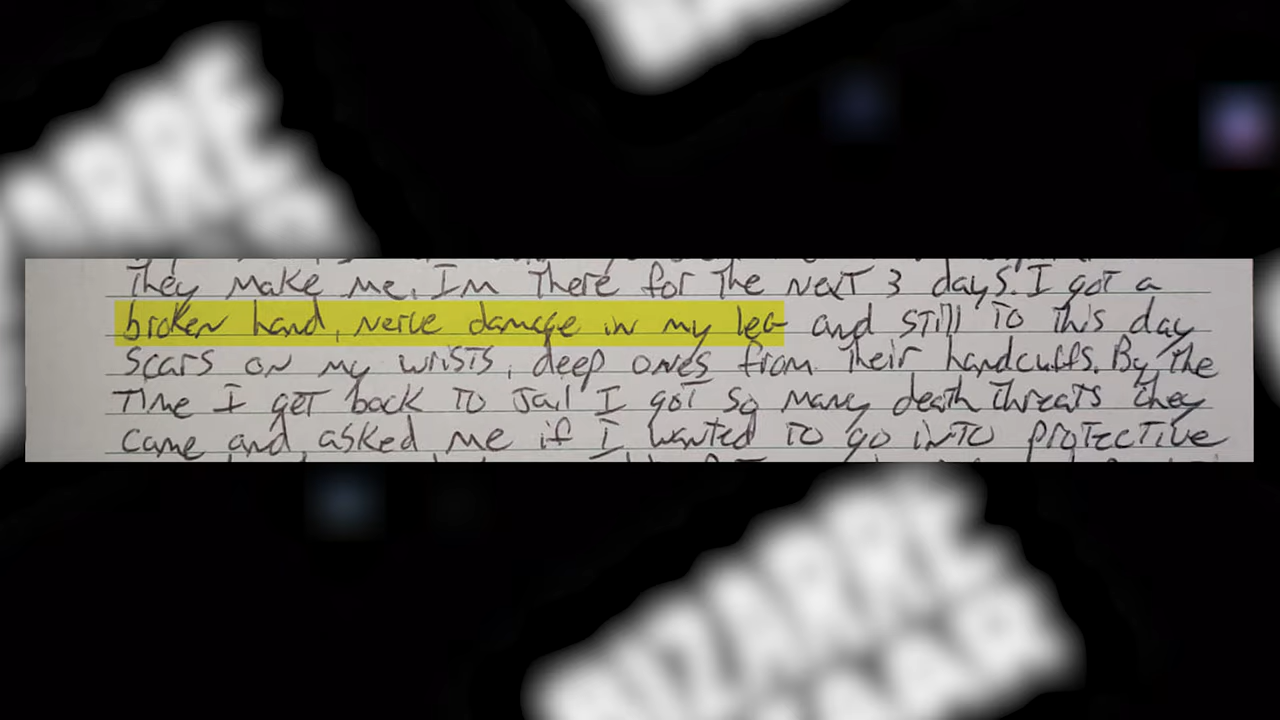 They make me. Im there for the next 3 days. I got a
broken hand, nerve damage in my leg and still to this day
scars on my wrists, deep ones from their handcuffs. By the
time I get back to jail I got so many death threats they
came and asked me if I wanted to go into protective